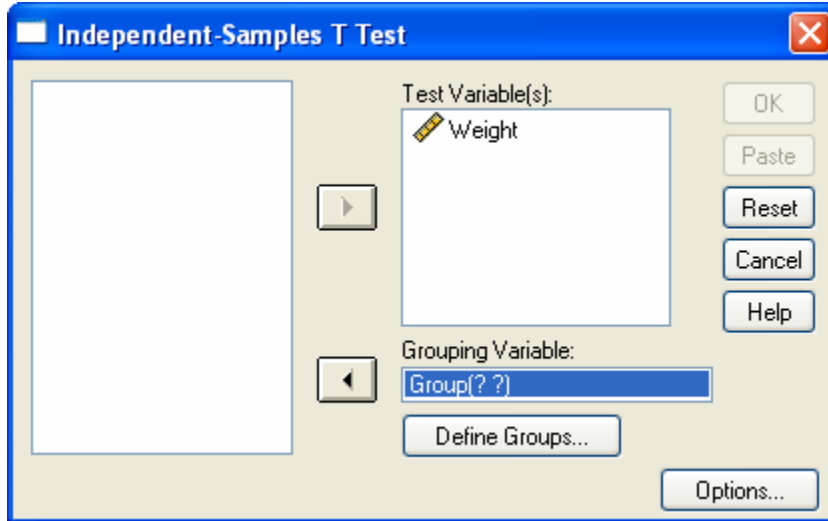 Independent-Samples T Test
Test Variable(s):
Weight
OK
Paste
Reset
Cancel
Help
Grouping Variable:
Group(? ?)
Define Groups...
Options...